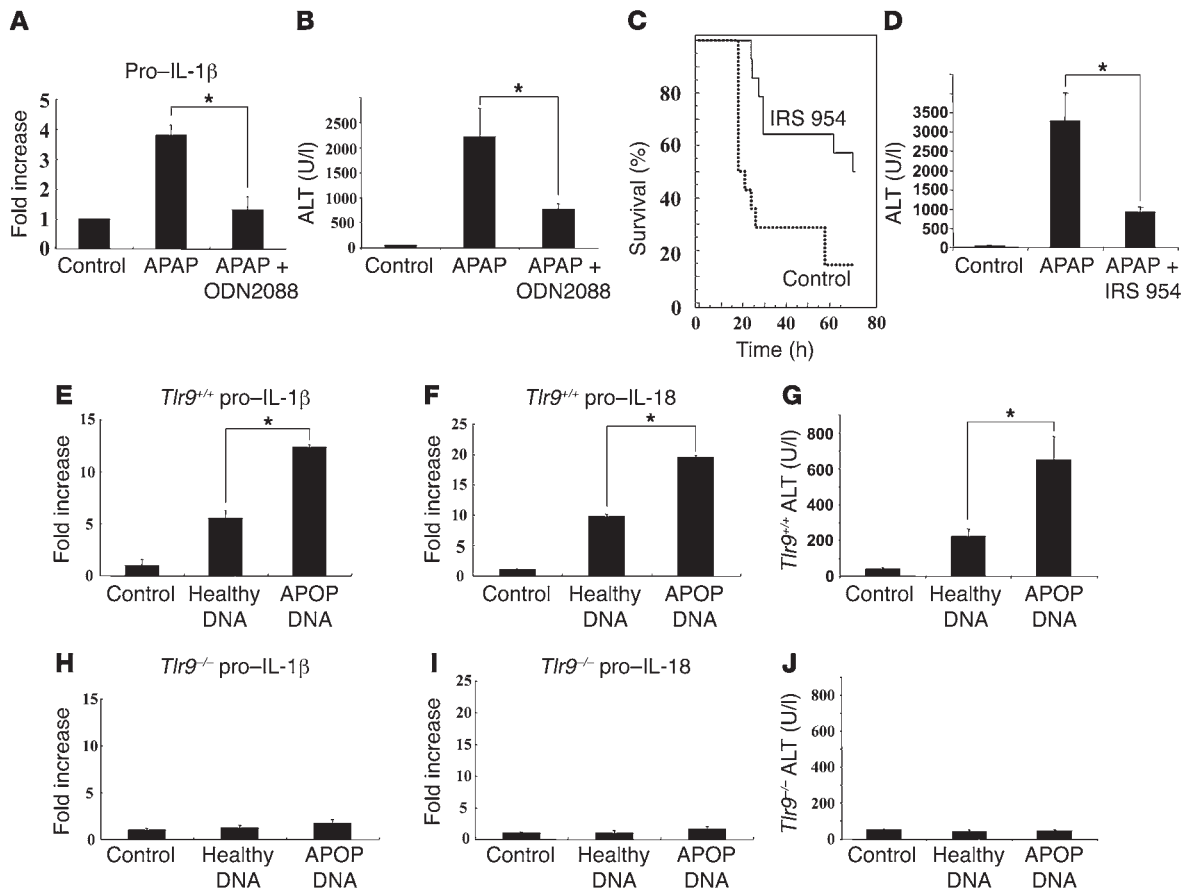 A
Pro–IL-1β
Fold increase
5
4
3
2
1
0
*
Control
APAP
APAP +
ODN2088
B
ALT (U/l)
2500
2000
1500
1000
500
0
*
Control
APAP
APAP +
ODN2088
C
Survival (%)
80
60
40
20
0
IRS 954
Control
0
20
40
60
80
Time (h)
D
ALT (U/l)
3500
3000
2500
2000
1500
1000
500
0
*
Control
APAP
APAP +
IRS 954
E
Tlr9+/+ pro–IL-1β
Fold increase
15
10
5
0
*
Control
Healthy
DNA
APOP
DNA
F
Tlr9+/+ pro–IL-18
Fold increase
25
20
15
10
5
0
*
Control
Healthy
DNA
APOP
DNA
G
Tlr9+/+ ALT (U/l)
800
600
400
200
0
*
Control
Healthy
DNA
APOP
DNA
H
Tlr9–/– pro–IL-1β
Fold increase
15
10
5
0
Control
Healthy
DNA
APOP
DNA
I
Tlr9–/– pro–IL-18
Fold increase
25
20
15
10
5
0
Control
Healthy
DNA
APOP
DNA
J
Tlr9–/– ALT (U/l)
800
600
400
200
0
Control
Healthy
DNA
APOP
DNA